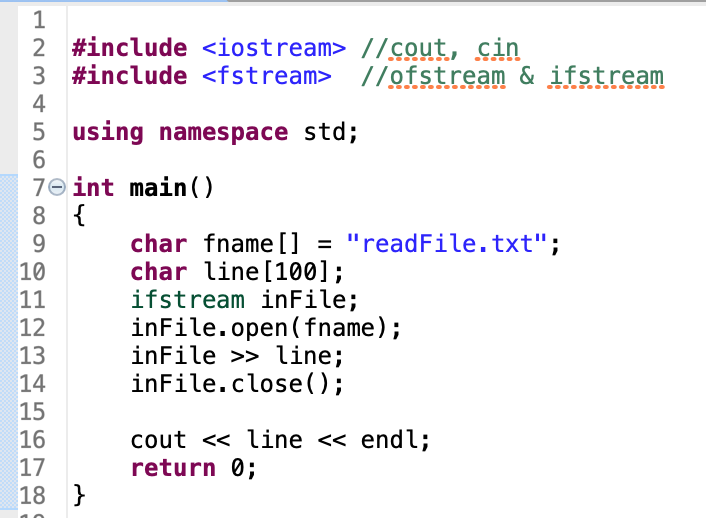 1
2 #include <iostream> //cout, cin
3 #include <fstream>  //ofstream & ifstream
4
5 using namespace std;
6
7 int main()
8 {
9     char fname[] = "readFile.txt";
10     char line[100];
11     ifstream inFile;
12     inFile.open(fname);
13     inFile >> line;
14     inFile.close();
15
16     cout << line << endl;
17     return 0;
18 }